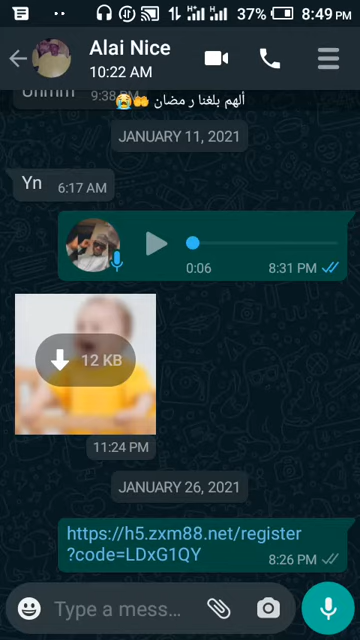 37% 8:49 PM
Alai Nice
10:22 AM
9:38 PM
ألهم بلغنا رمضان 🤲😭
JANUARY 11, 2021
Yn 6:17 AM
0:06 8:31 PM
12 KB
11:24 PM
JANUARY 26, 2021
https://h5.zxm88.net/register
?code=LDxG1QY 8:26 PM
Type a mess...